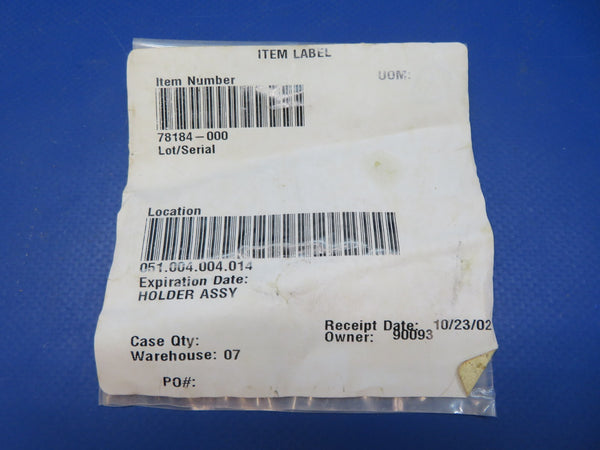 ITEM LABEL
Item Number UOM:
78184-000
Lot/Serial
Location
051.004.004.014
Expiration Date:
HOLDER ASSY
Receipt Date: 10/23/02
Case Qty: Owner: 90093
Warehouse: 07
PO#: